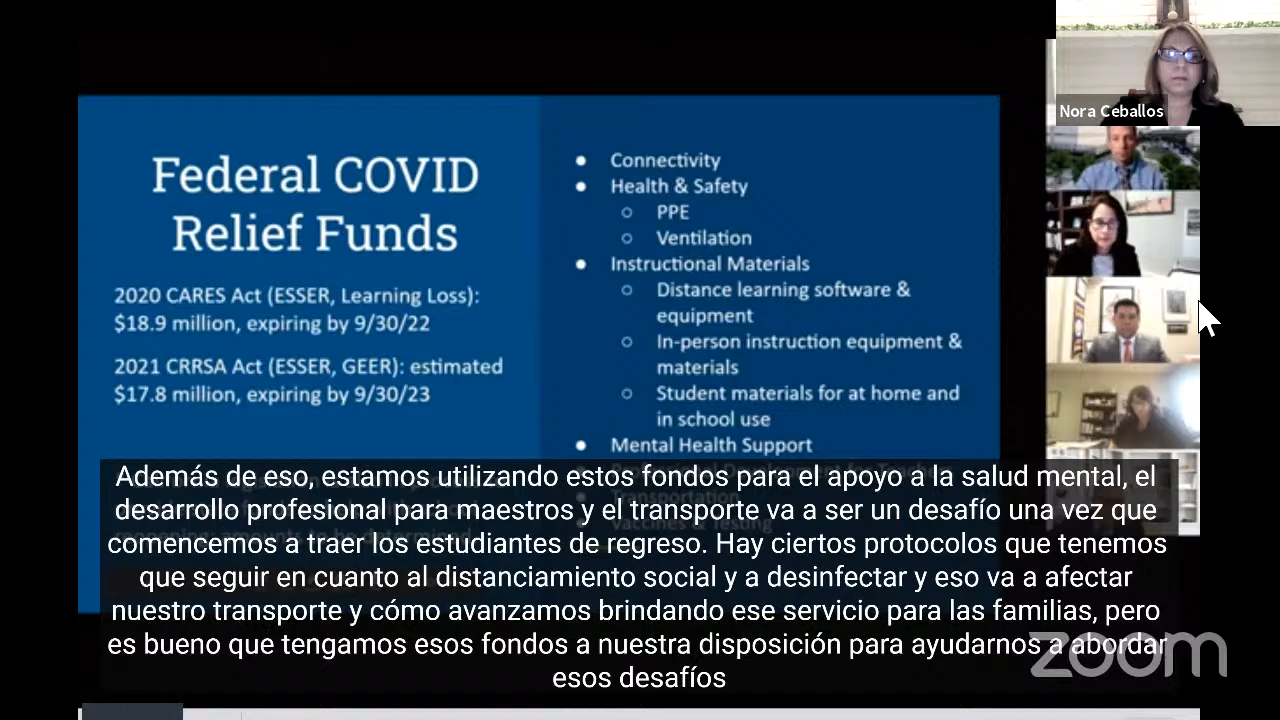 Nora Ceballos
Federal COVID
Relief Funds
2020 CARES Act (ESSER, Learning Loss):
$18.9 million, expiring by 9/30/22
2021 CRRSA Act (ESSER, GEER): estimated
$17.8 million, expiring by 9/30/23
● Connectivity
● Health & Safety
○ PPE
○ Ventilation
● Instructional Materials
○ Distance learning software &
equipment
○ In-person instruction equipment &
materials
○ Student materials for at home and
in school use
● Mental Health Support
Además de eso, estamos utilizando estos fondos para el apoyo a la salud mental, el
desarrollo profesional para maestros y el transporte va a ser un desafío una vez que
comencemos a traer los estudiantes de regreso. Hay ciertos protocolos que tenemos
que seguir en cuanto al distanciamiento social y a desinfectar y eso va a afectar
nuestro transporte y cómo avanzamos brindando ese servicio para las familias, pero
es bueno que tengamos esos fondos a nuestra disposición para ayudarnos a abordar
esos desafíos
zoom